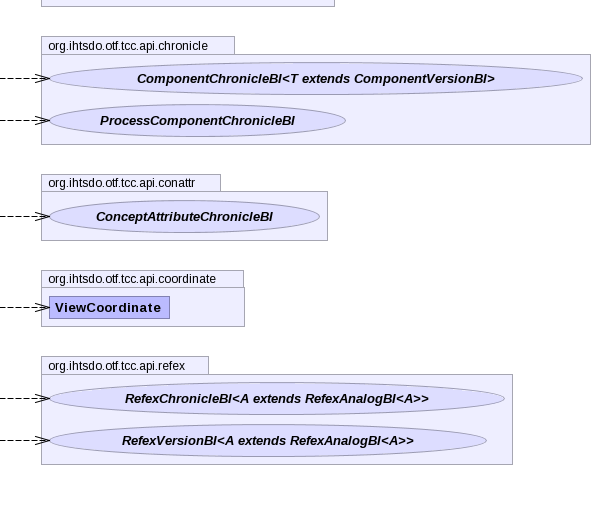 org.ihtsdo.otf.tcc.api.chronicle
ComponentChronicleBI<T extends ComponentVersionBI>
ProcessComponentChronicleBI
org.ihtsdo.otf.tcc.api.conattr
ConceptAttributeChronicleBI
org.ihtsdo.otf.tcc.api.coordinate
ViewCoordinate
org.ihtsdo.otf.tcc.api.refex
RefexChronicleBI<A extends RefexAnalogBI<A>>
RefexVersionBI<A extends RefexAnalogBI<A>>